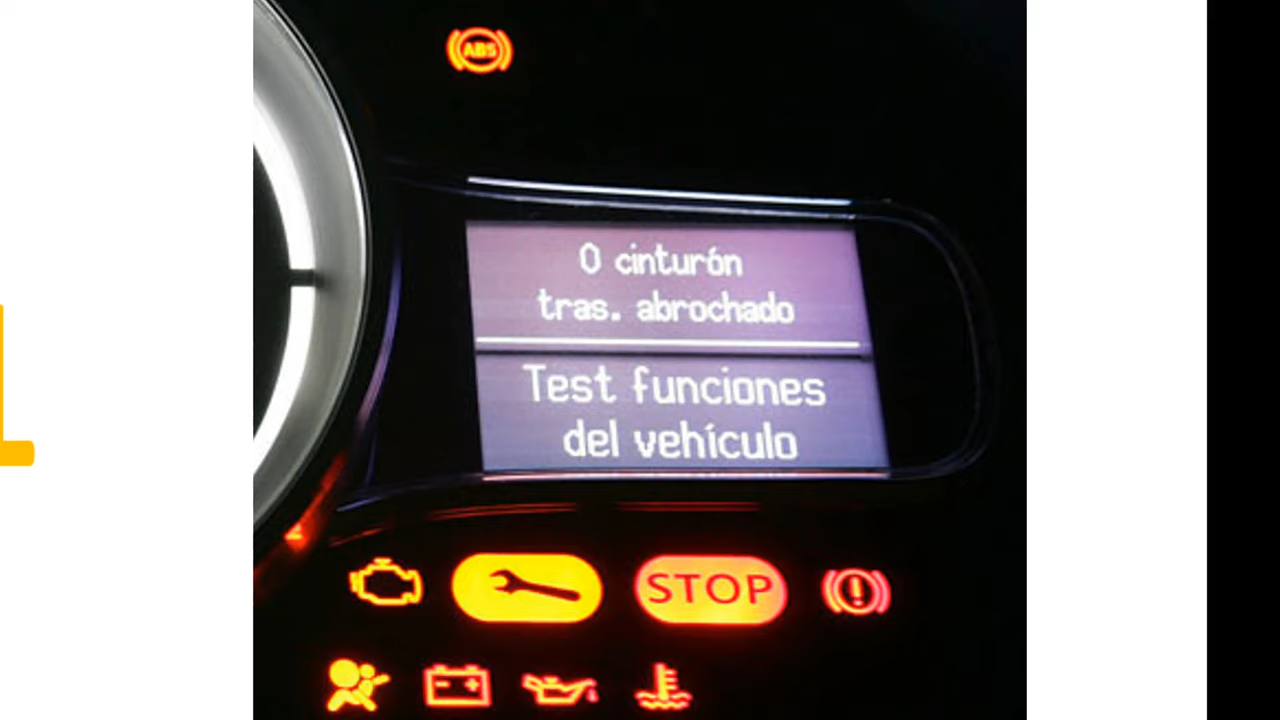 ABS
0 cinturón
tras. abrochado
Test funciones
del vehículo
STOP